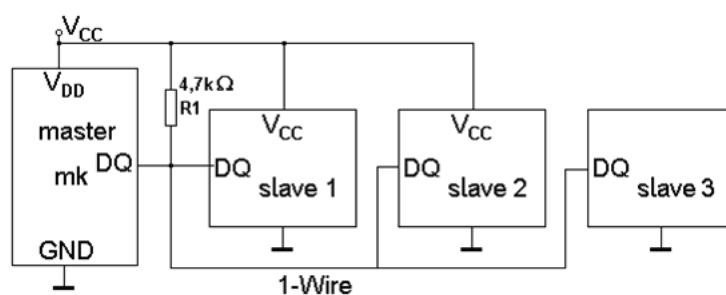 VCC
VDD
master
mk
DQ
GND
4,7kΩ
R1
VCC
DQ
slave 1
VCC
DQ
slave 2
DQ
slave 3
1-Wire